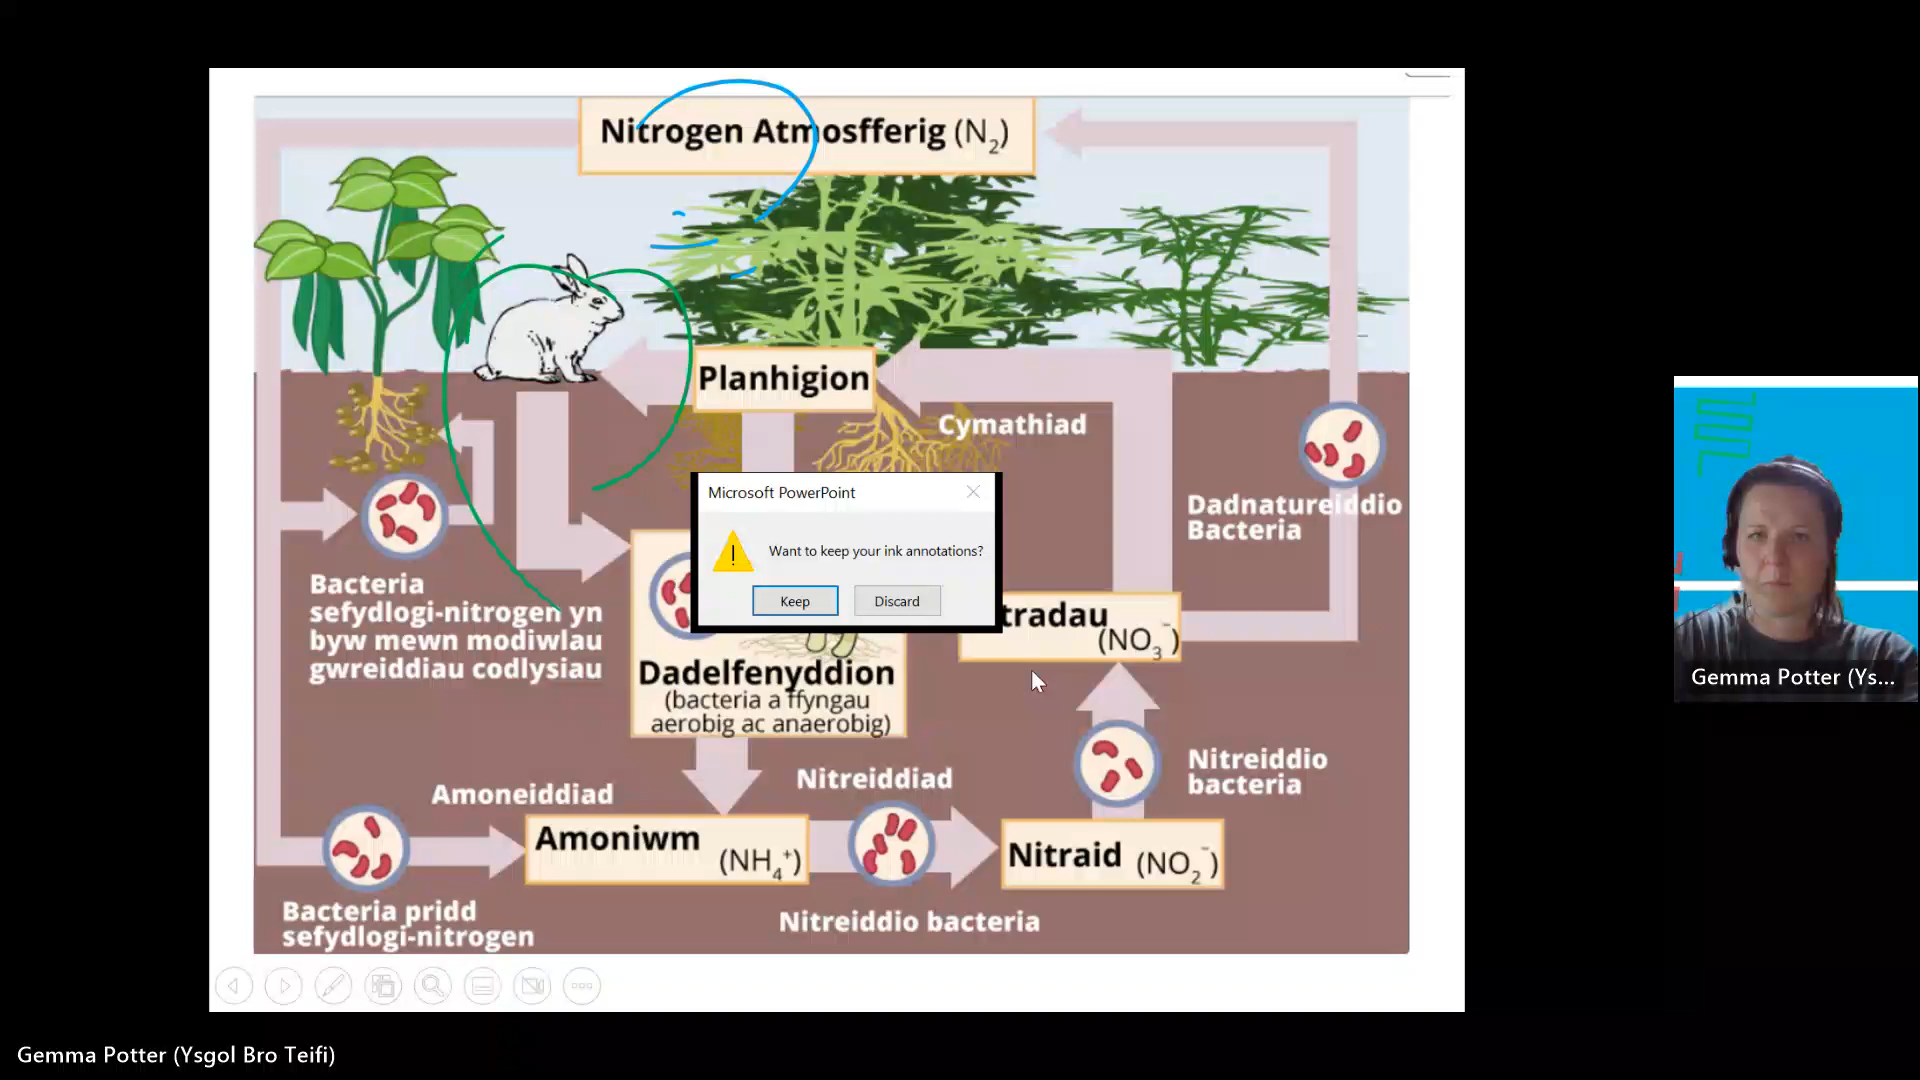 Nitrogen Atmosfferig (N2)
Planhigion
Cymathiad
Dadnatureiddio
Bacteria
Microsoft PowerPoint
Want to keep your ink annotations?
Keep
Discard
Bacteria
sefydlogi-nitrogen yn
byw mewn modiwlau
gwreiddiau codlysiau
tradau
(NO3-)
Dadelfenyddion
(bacteria a ffyngau
aerobig ac anaerobig)
Gemma Potter (Ys...
Nitreiddiad
Nitreiddio
bacteria
Amoneiddiad
Amoniwm (NH4+)
Nitraid (NO2-)
Bacteria pridd
sefydlogi-nitrogen
Nitreiddio bacteria
Gemma Potter (Ysgol Bro Teifi)